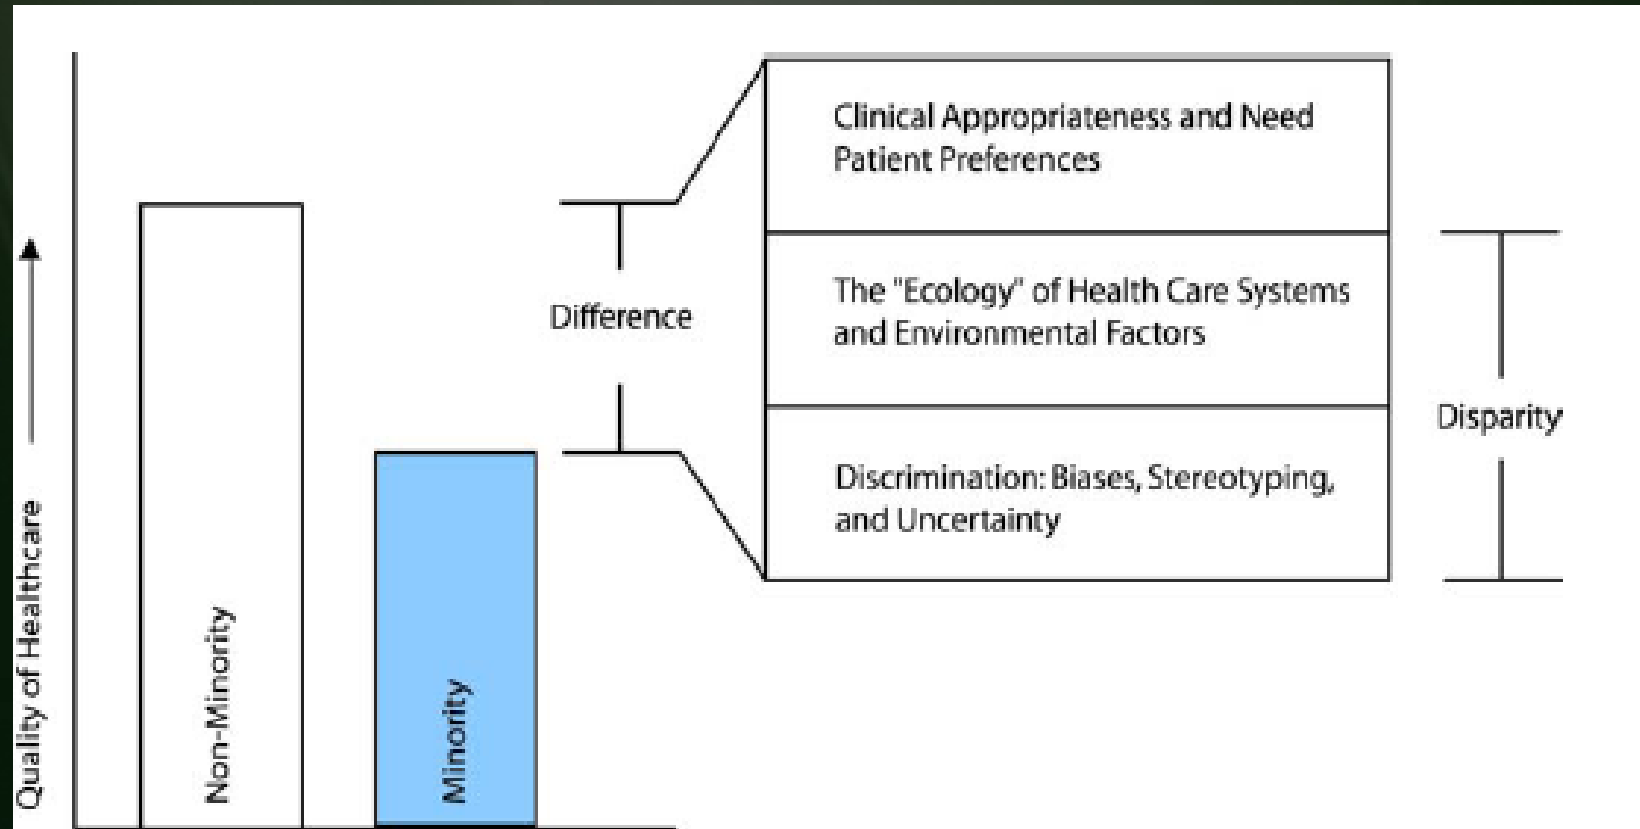 Quality of Healthcare
Non-Minority
Minority
Difference
Clinical Appropriateness and Need
Patient Preferences
The "Ecology" of Health Care Systems
and Environmental Factors
Discrimination: Biases, Stereotyping,
and Uncertainty
Disparity